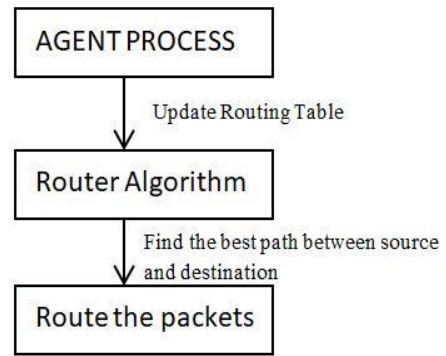 AGENT PROCESS
Update Routing Table
Router Algorithm
Find the best path between source
and destination
Route the packets